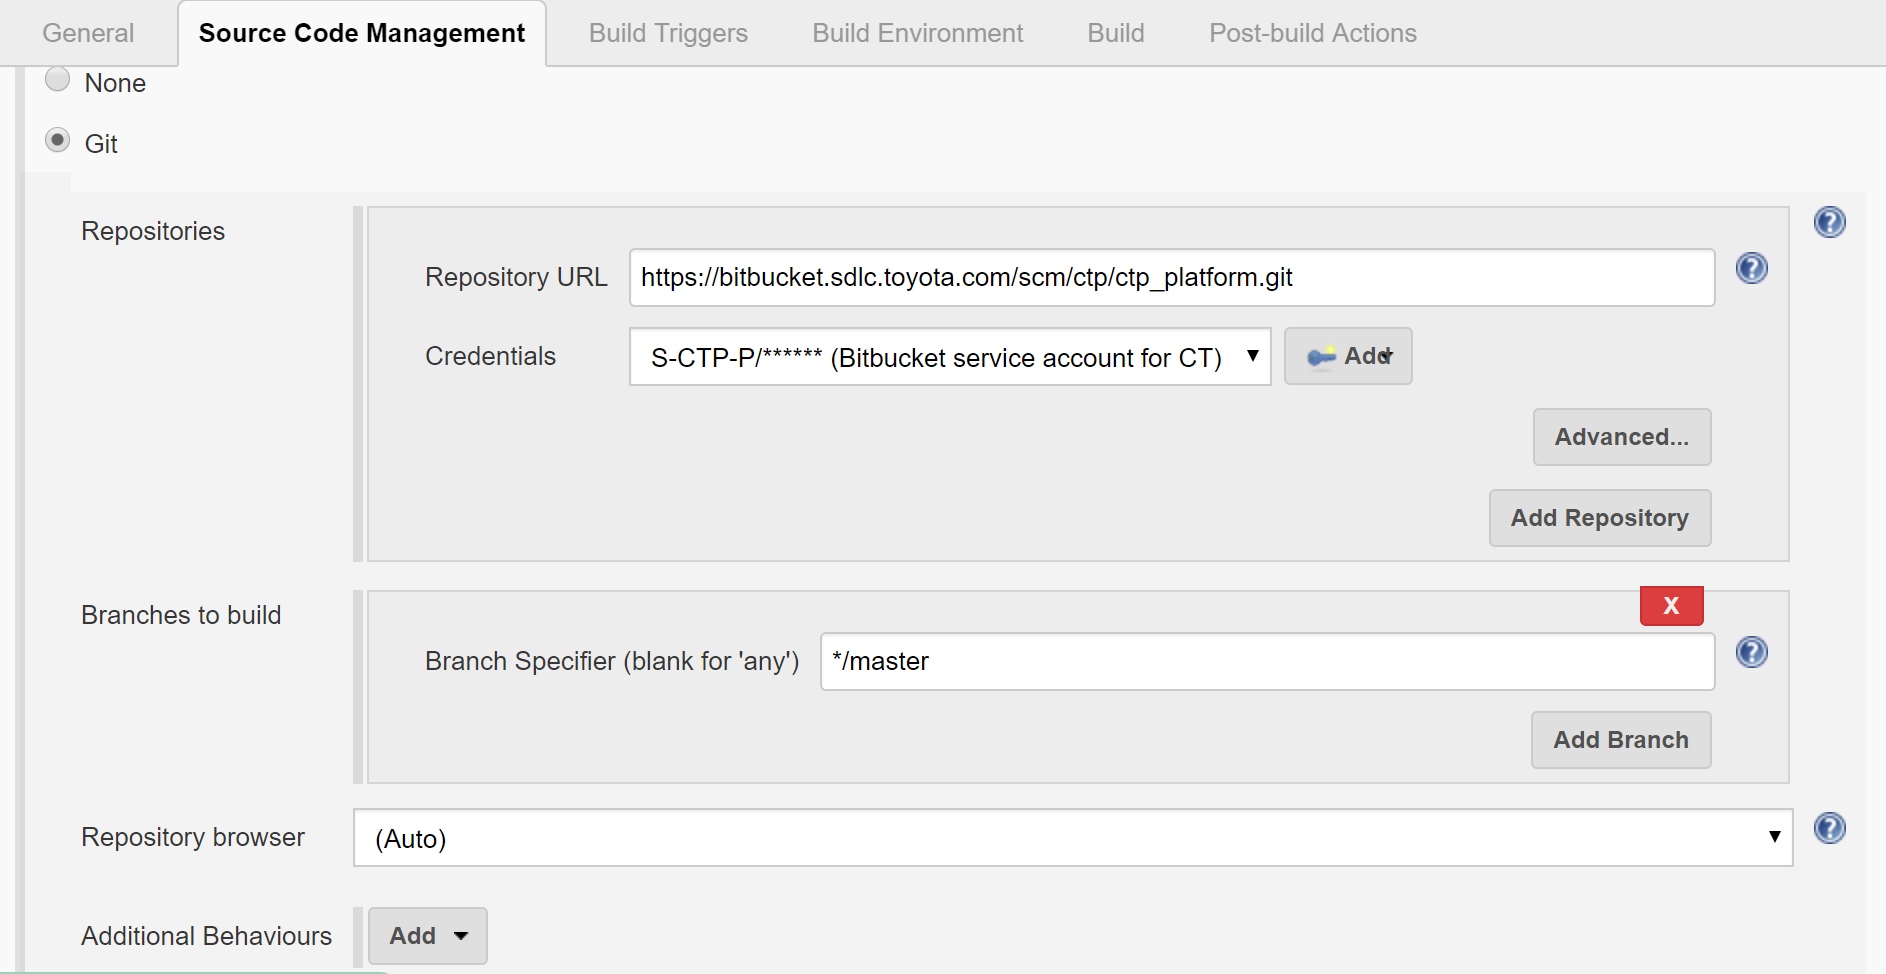 General Source Code Management Build Triggers Build Environment Build Post-build Actions
None
Git
Repositories
Repository URL https://bitbucket.sdlc.toyota.com/scm/ctp/ctp_platform.git
Credentials S-CTP-P/****** (Bitbucket service account for CT) Add
Advanced...
Add Repository
Branches to build
X
Branch Specifier (blank for 'any') */master
Add Branch
Repository browser (Auto)
Additional Behaviours Add